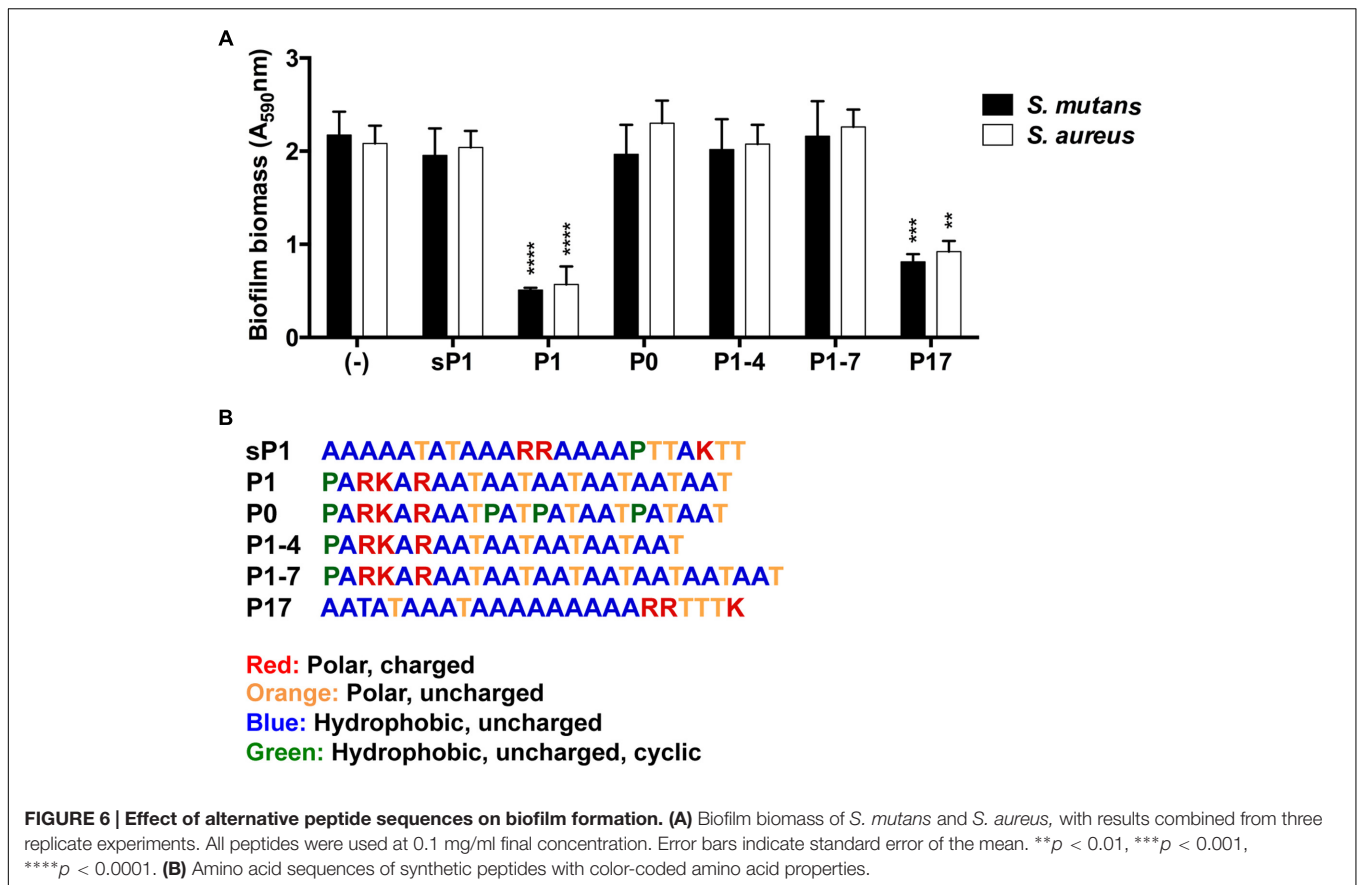 A
3
2
1
0
Biofilm biomass (A590nm)
S. mutans
S. aureus
****
****
***
**
(-) sP1 P1 P0 P1-4 P1-7 P17
B
sP1 AAAAATATAAARRAAAAPTTAKTT
P1 PARKARAATAATAATAATAATAAT
P0 PARKARAATPATPATAATPATAAT
P1-4 PARKARAATAATAATAATAAT
P1-7 PARKARAATAATAATAATAATAATAAT
P17 AATATAAATAAAAAAAAARRTTTK
Red: Polar, charged
Orange: Polar, uncharged
Blue: Hydrophobic, uncharged
Green: Hydrophobic, uncharged, cyclic
FIGURE 6 | Effect of alternative peptide sequences on biofilm formation. (A) Biofilm biomass of S. mutans and S. aureus, with results combined from three
replicate experiments. All peptides were used at 0.1 mg/ml final concentration. Error bars indicate standard error of the mean. **p < 0.01, ***p < 0.001,
****p < 0.0001. (B) Amino acid sequences of synthetic peptides with color-coded amino acid properties.